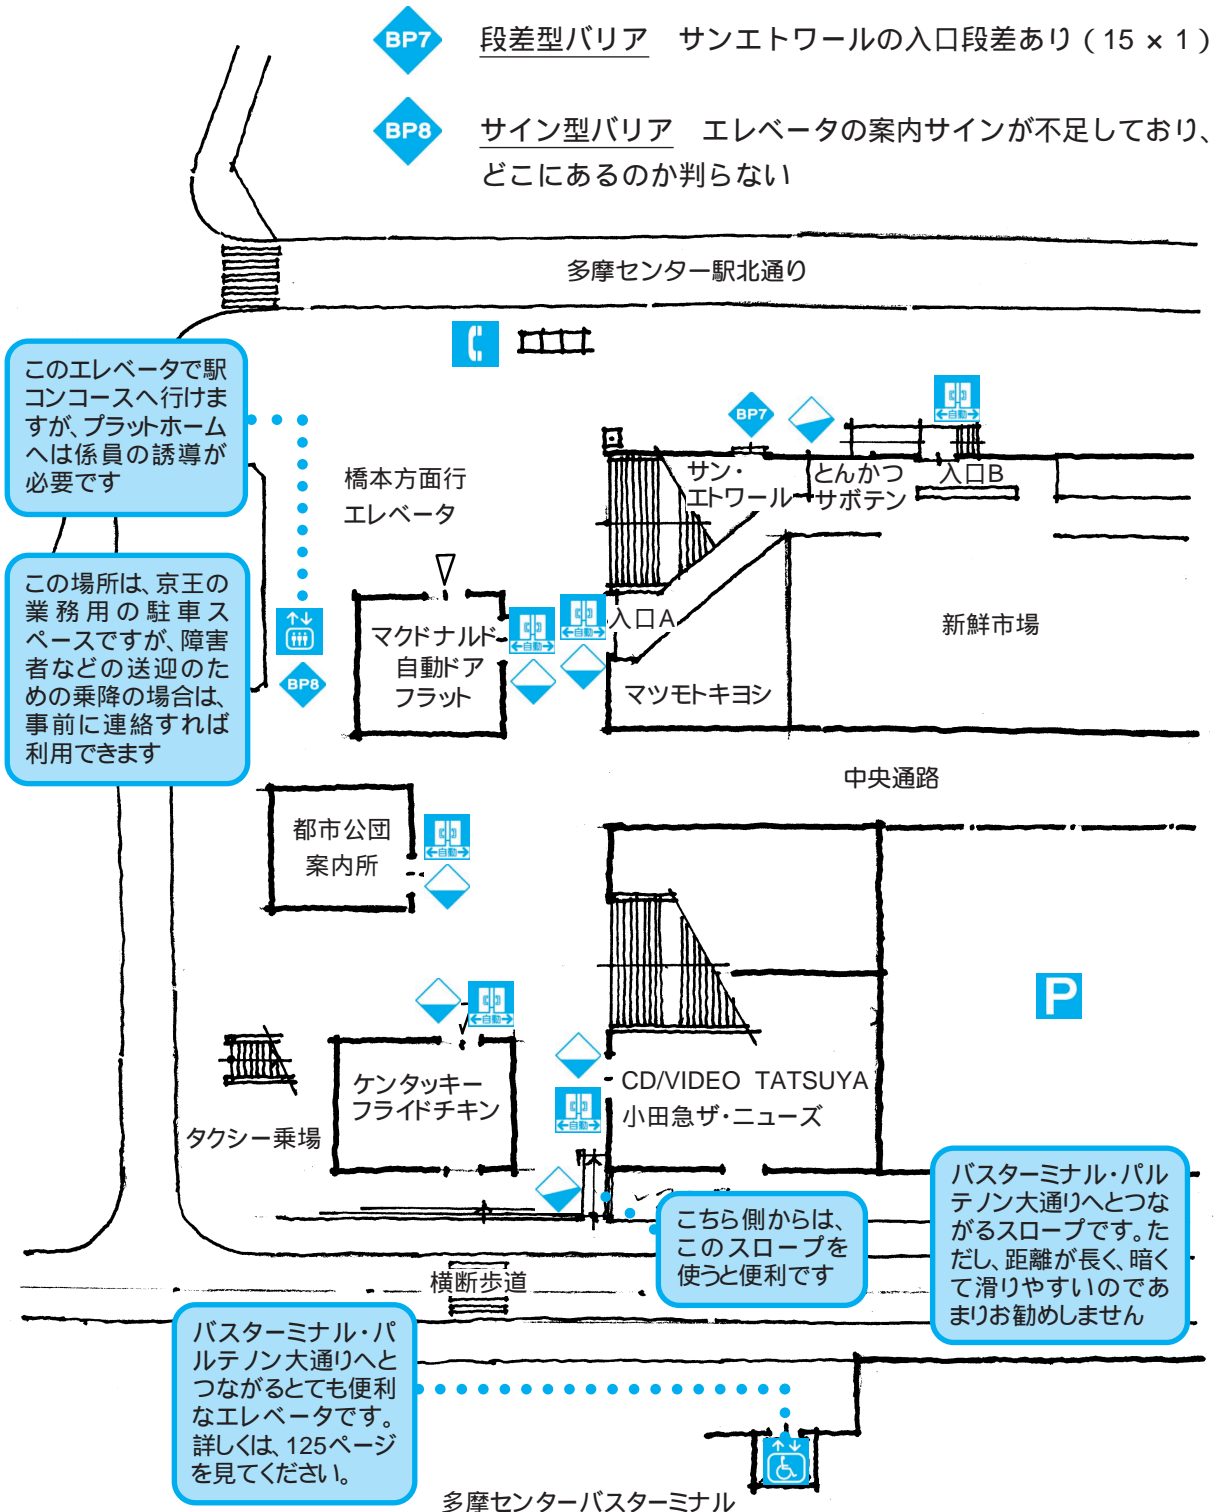 BP7 段差型バリア サンエトワールの入口段差あり（15 × 1）
BP8 サイン型バリア エレベータの案内サインが不足しており、
どこにあるのか判らない
多摩センター駅北通り
このエレベータで駅
コンコースへ行けま
すが、プラットホーム
へは係員の誘導が
必要です
橋本方面行
エレベータ
BP7
←自動→
サン・
エトワール
とんかつ
サボテン
入口B
この場所は、京王の
業務用の駐車ス
ペースですが、障害
者などの送迎のた
めの乗降の場合は、
事前に連絡すれば
利用できます
BP8
マクドナルド
自動ドア
フラット
←自動→
←自動→
入口A
マツモトキヨシ
新鮮市場
中央通路
都市公団
案内所
←自動→
P
←自動→
ケンタッキー
フライドチキン
タクシー乗場
←自動→
CD/VIDEO TATSUYA
小田急ザ・ニューズ
こちら側からは、
このスロープを
使うと便利です
バスターミナル・パル
テノン大通りへとつな
がるスロープです。た
だし、距離が長く、暗く
て滑りやすいのであ
まりお勧めしません
横断歩道
バスターミナル・パ
ルテノン大通りへと
つながるとても便利
なエレベータです。
詳しくは、125ページ
を見てください。
多摩センターバスターミナル